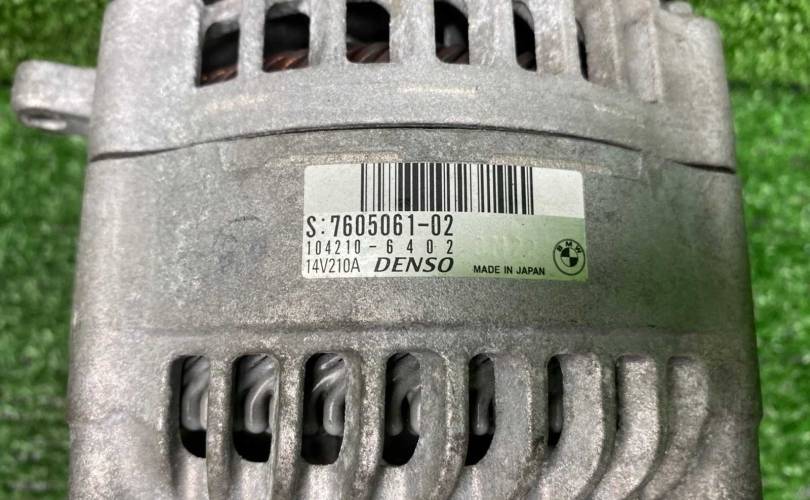 S:7605061-02
104210-6402
14V210A DENSO MADE IN JAPAN
BMW